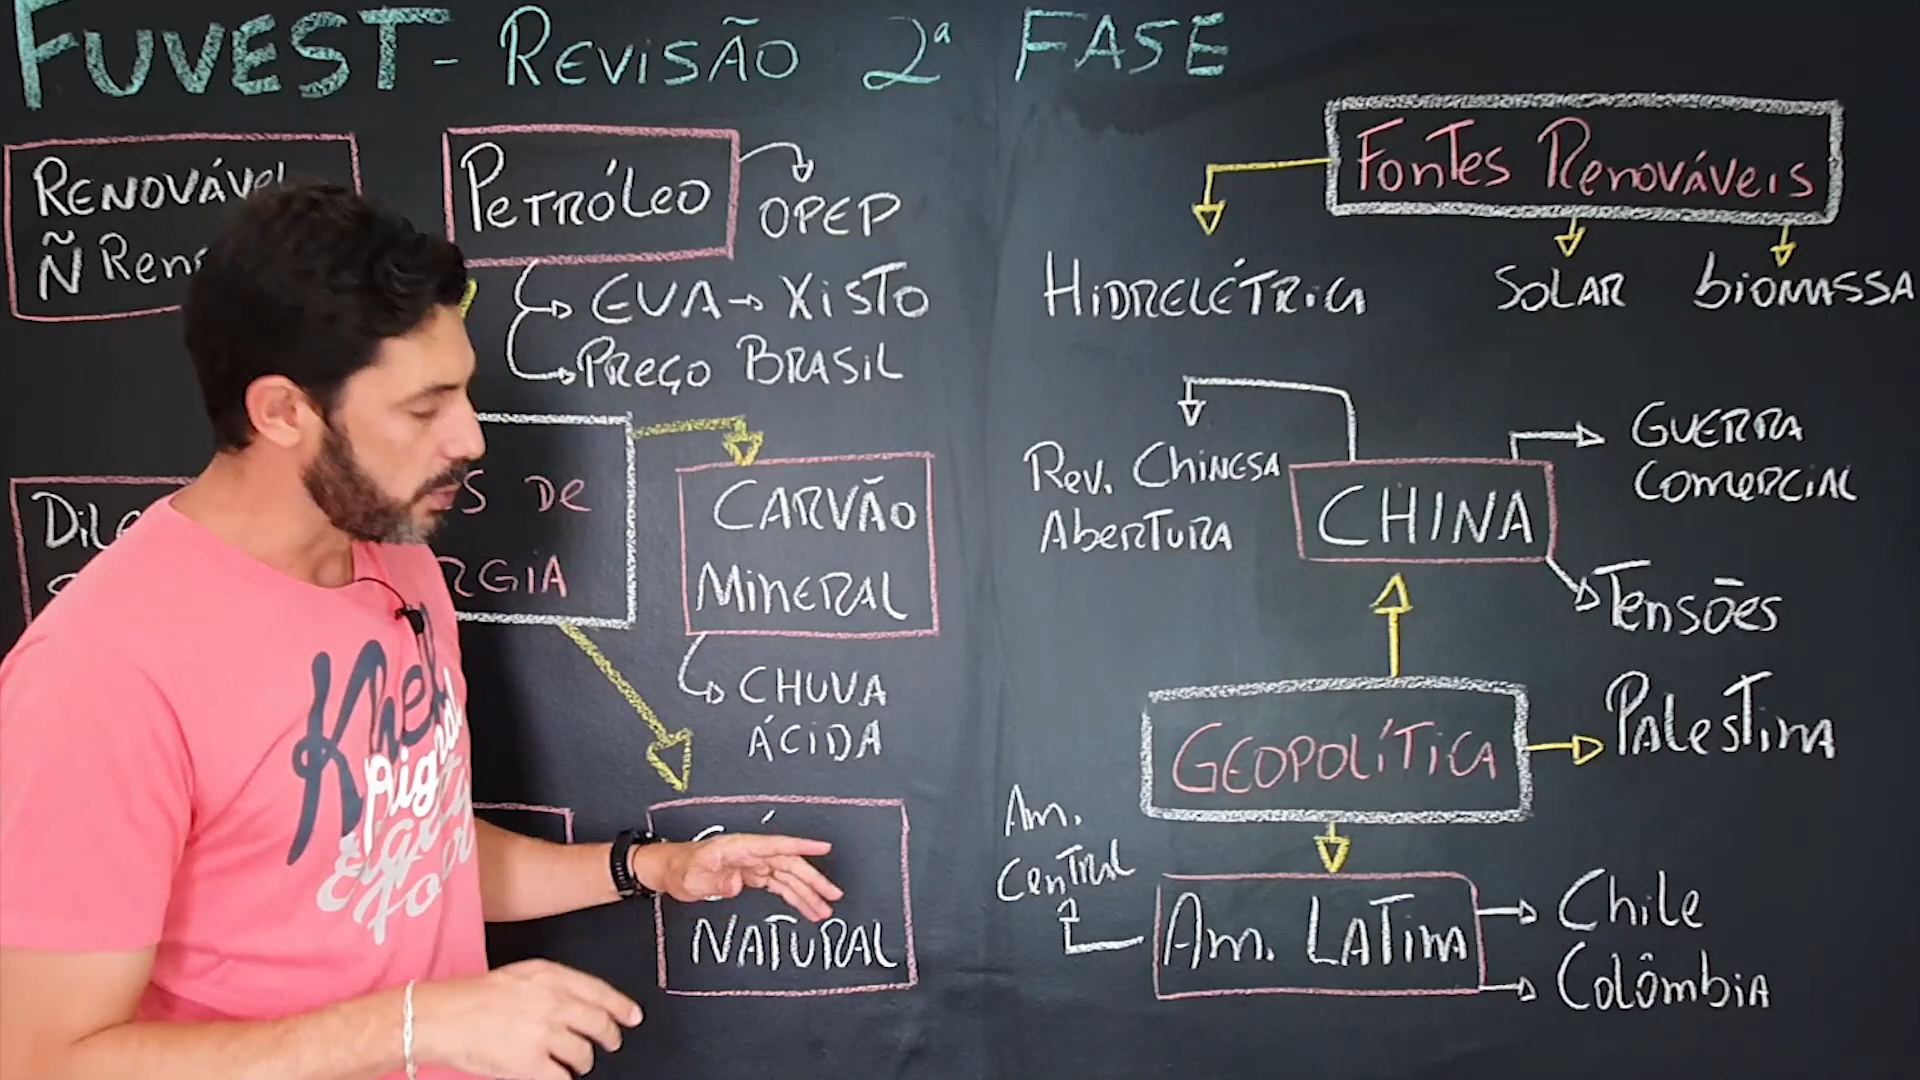 FUVEST - REVISÃO 2ª FASE
RENOVÁVEL
Ñ
PETRÓLEO
OPEP
EUA → XISTO
PREÇO BRASIL
S DE
RGIA
CARVÃO
MINERAL
CHUVA
ÁCIDA
NATURAL
FONTES RENOVÁVEIS
HIDRELÉTRICA
SOLAR
BIOMASSA
Rev. CHINESA
AberTURA
CHINA
GUERRA
COMERCIAL
TENSÕES
GEOPOLÍTICA
PALESTINA
Am.
CENTRAL
Am. LATINA
Chile
COLÔMBIA